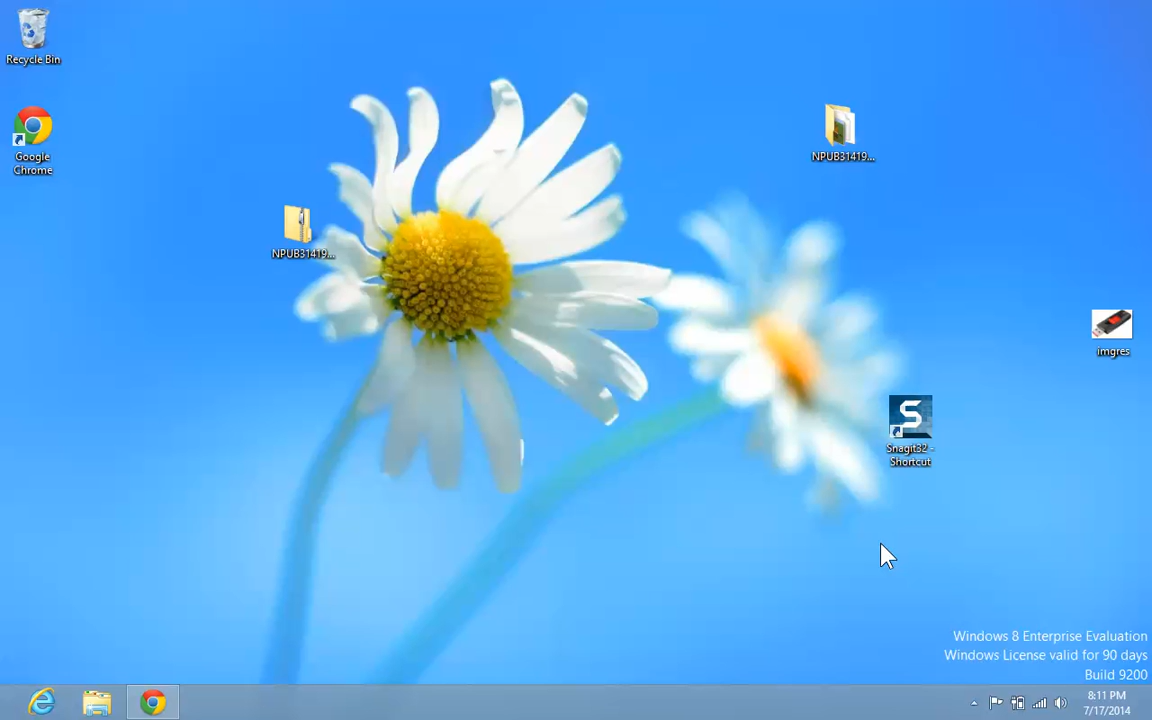 Recycle Bin
Google
Chrome
NPUB31419...
NPUB31419...
imgres
Snagit32 -
Shortcut
Windows 8 Enterprise Evaluation
Windows License valid for 90 days
Build 9200
8:11 PM
7/17/2014